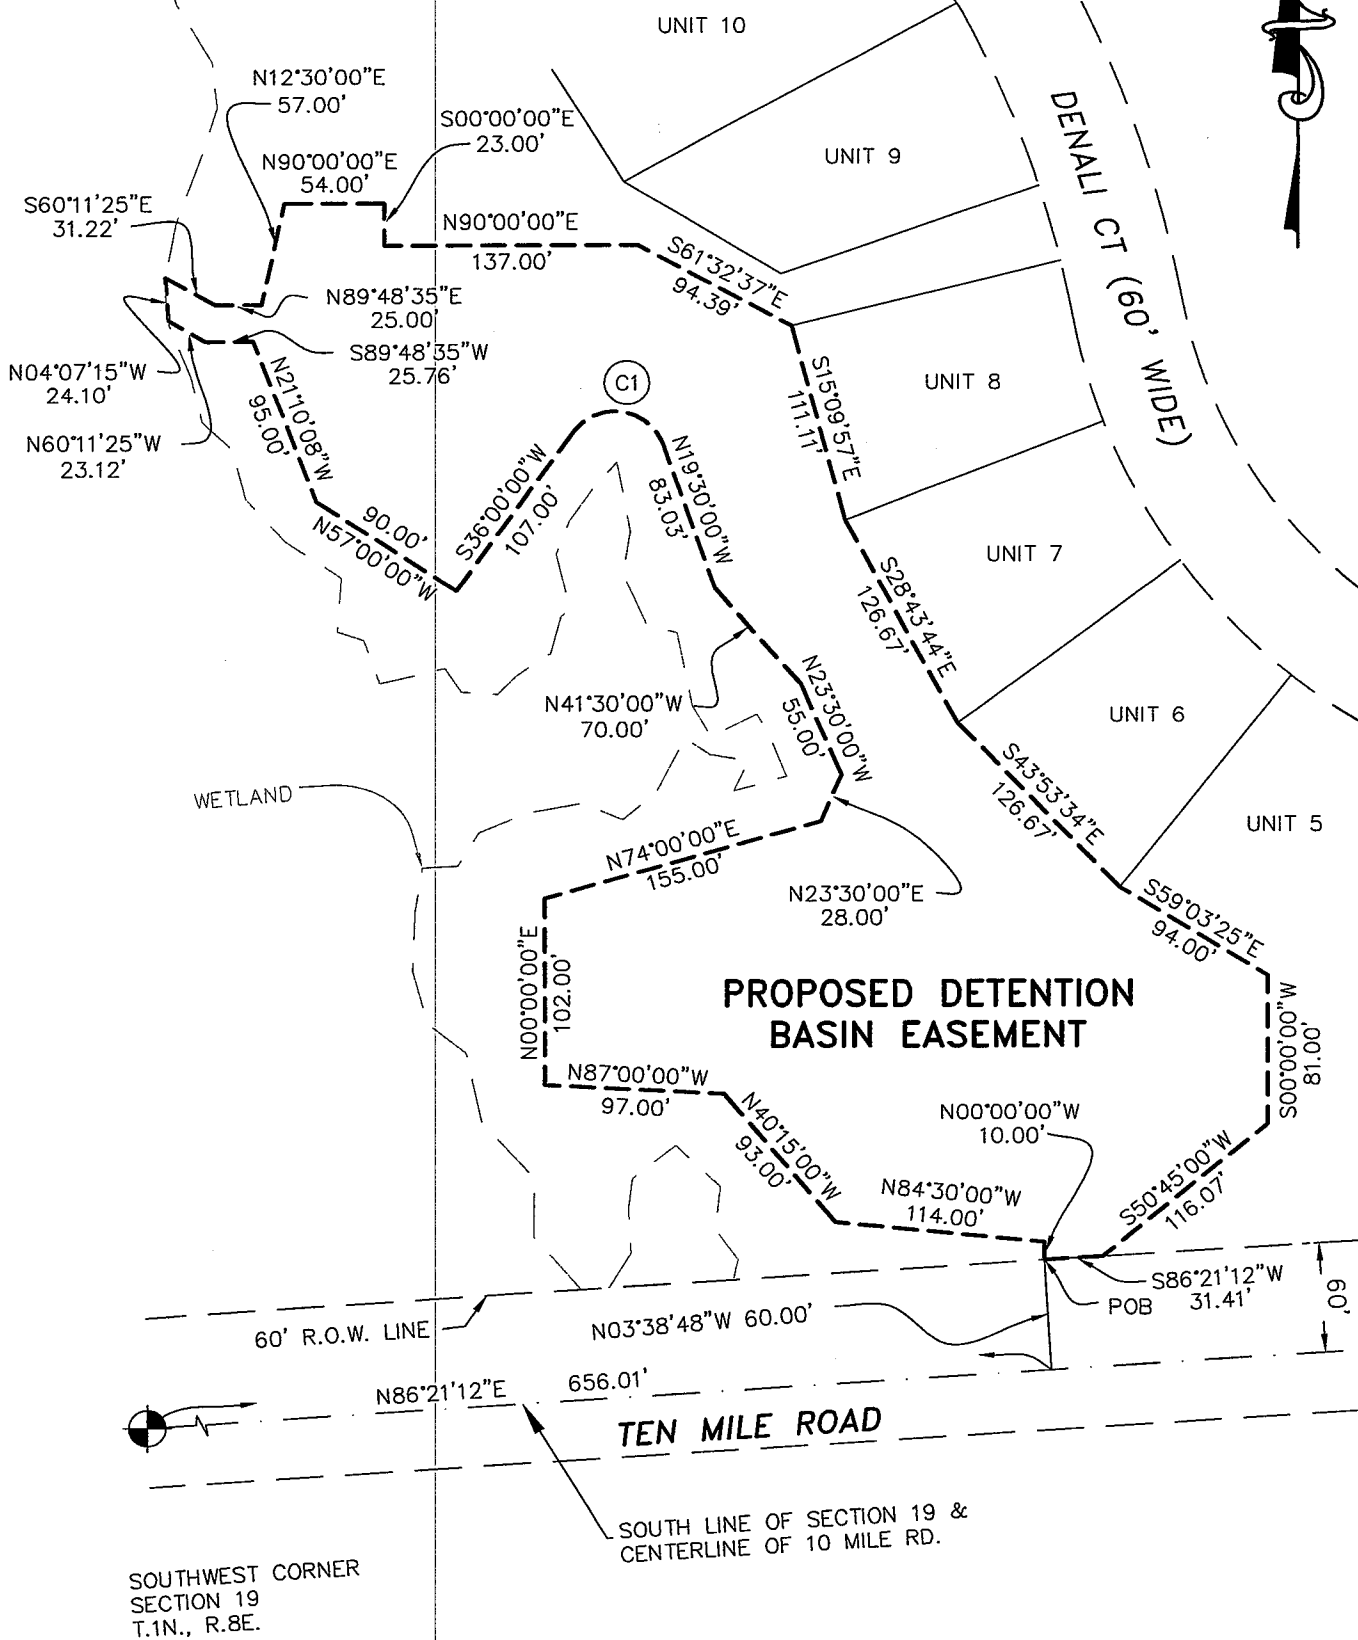 UNIT 10
N12°30'00"E
57.00'
S00°00'00"E
23.00'
N90°00'00"E
54.00'
UNIT 9
DENALI CT (60' WIDE)
S60°11'25"E
31.22'
N90°00'00"E
137.00'
S61°32'37"E
94.39'
N89°48'35"E
25.00'
S89°48'35"W
25.76'
N04°07'15"W
24.10'
N60°11'25"W
23.12'
N21°10'08"W
95.00'
C1
S15°09'57"E
111.11'
UNIT 8
90.00'
N57°00'00"W
S36°00'00"W
107.00'
N19°30'00"W
83.03'
UNIT 7
S28°43'44"E
126.67'
N41°30'00"W
70.00'
N23°30'00"W
55.00'
UNIT 6
S43°53'34"E
126.67'
WETLAND
UNIT 5
N74°00'00"E
155.00'
N23°30'00"E
28.00'
S59°03'25"E
94.00'
N00°00'00"E
102.00'
PROPOSED DETENTION
BASIN EASEMENT
S00°00'00"W
81.00'
N87°00'00"W
97.00'
N40°15'00"W
93.00'
N00°00'00"W
10.00'
N84°30'00"W
114.00'
S50°45'00"W
116.07'
S86°21'12"W
31.41'
POB
60'
60' R.O.W. LINE
N03°38'48"W 60.00'
N86°21'12"E 656.01'
TEN MILE ROAD
SOUTH LINE OF SECTION 19 &
CENTERLINE OF 10 MILE RD.
SOUTHWEST CORNER
SECTION 19
T.1N., R.8E.